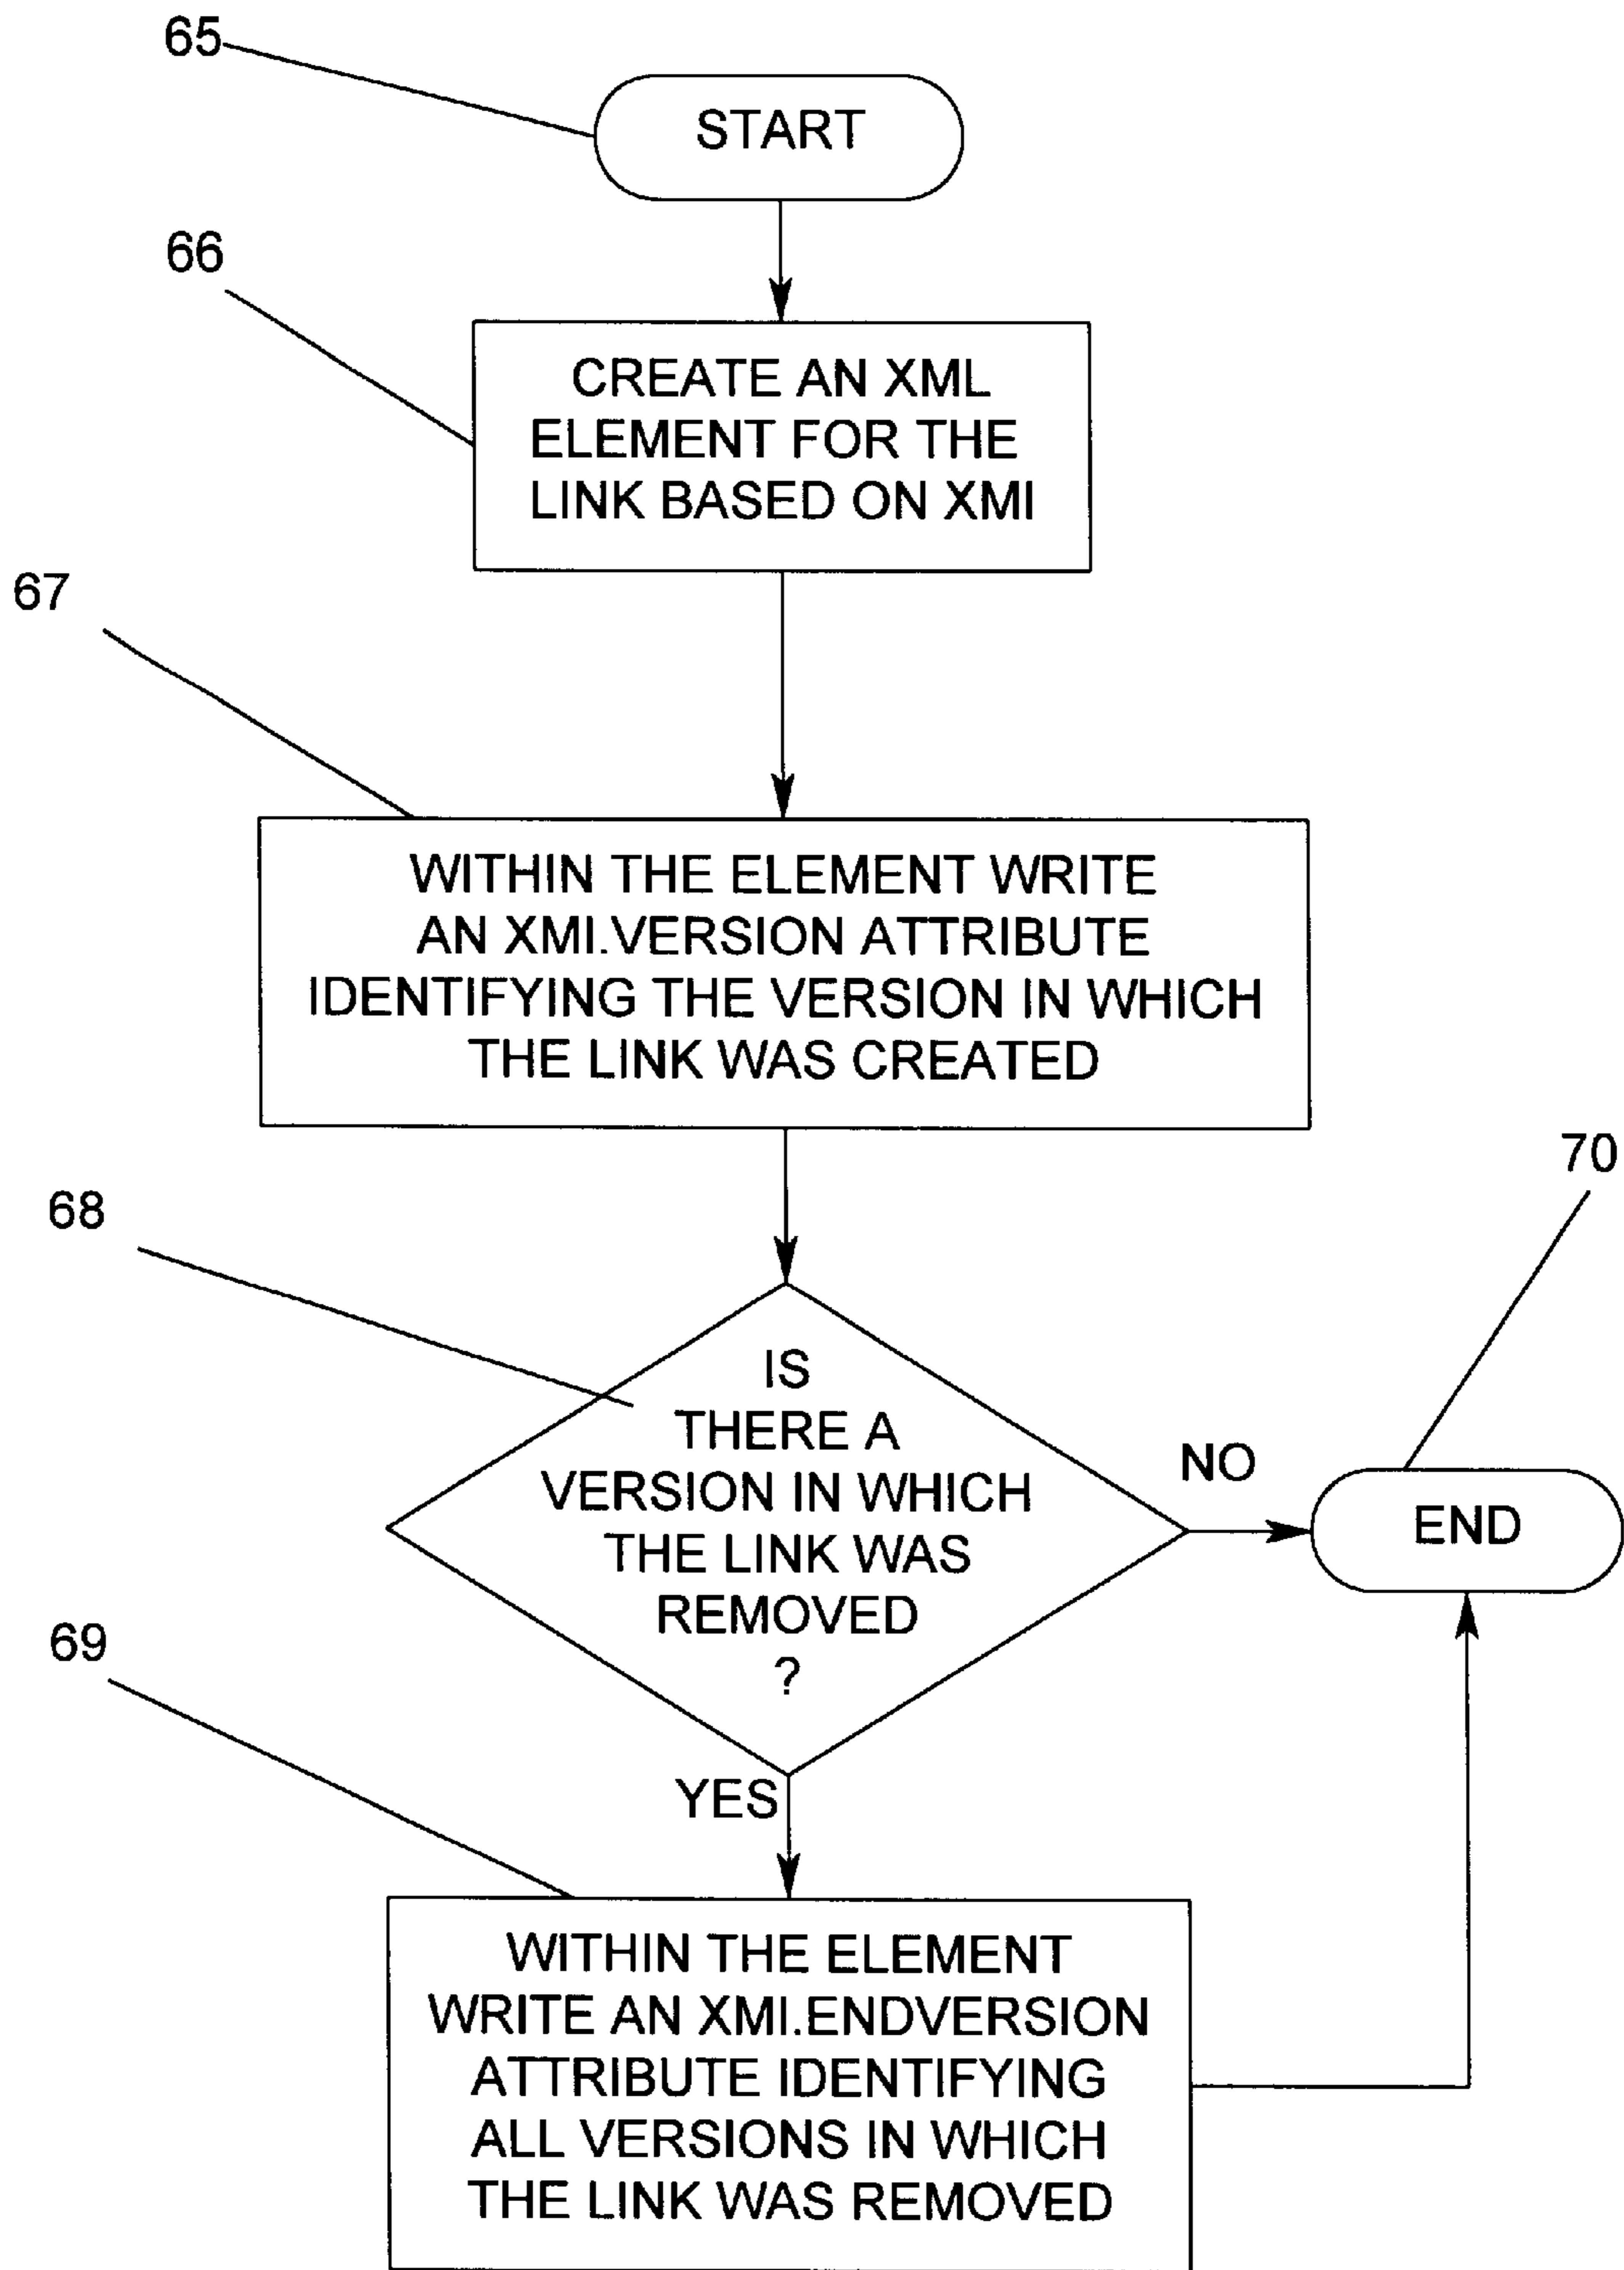 65
START
66
CREATE AN XML
ELEMENT FOR THE
LINK BASED ON XMI
67
WITHIN THE ELEMENT WRITE
AN XMI.VERSION ATTRIBUTE
IDENTIFYING THE VERSION IN WHICH
THE LINK WAS CREATED
70
68
IS
THERE A
VERSION IN WHICH
THE LINK WAS
REMOVED
?
NO
END
YES
69
WITHIN THE ELEMENT
WRITE AN XMI.ENDVERSION
ATTRIBUTE IDENTIFYING
ALL VERSIONS IN WHICH
THE LINK WAS REMOVED